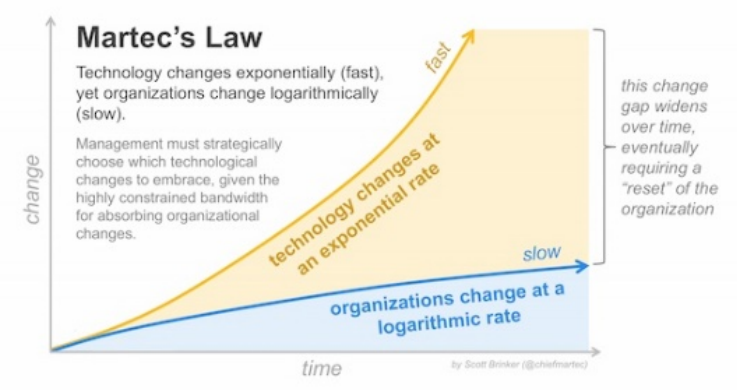 Martec's Law
Technology changes exponentially (fast),
yet organizations change logarithmically
(slow).
Management must strategically
choose which technological
changes to embrace, given the
highly constrained bandwidth
for absorbing organizational
changes.
change
fast
technology changes at
an exponential rate
this change
gap widens
over time,
eventually
requiring a
"reset" of the
organization
slow
organizations change at a
logarithmic rate
time
by Scott Brinker (@chiefmartec)